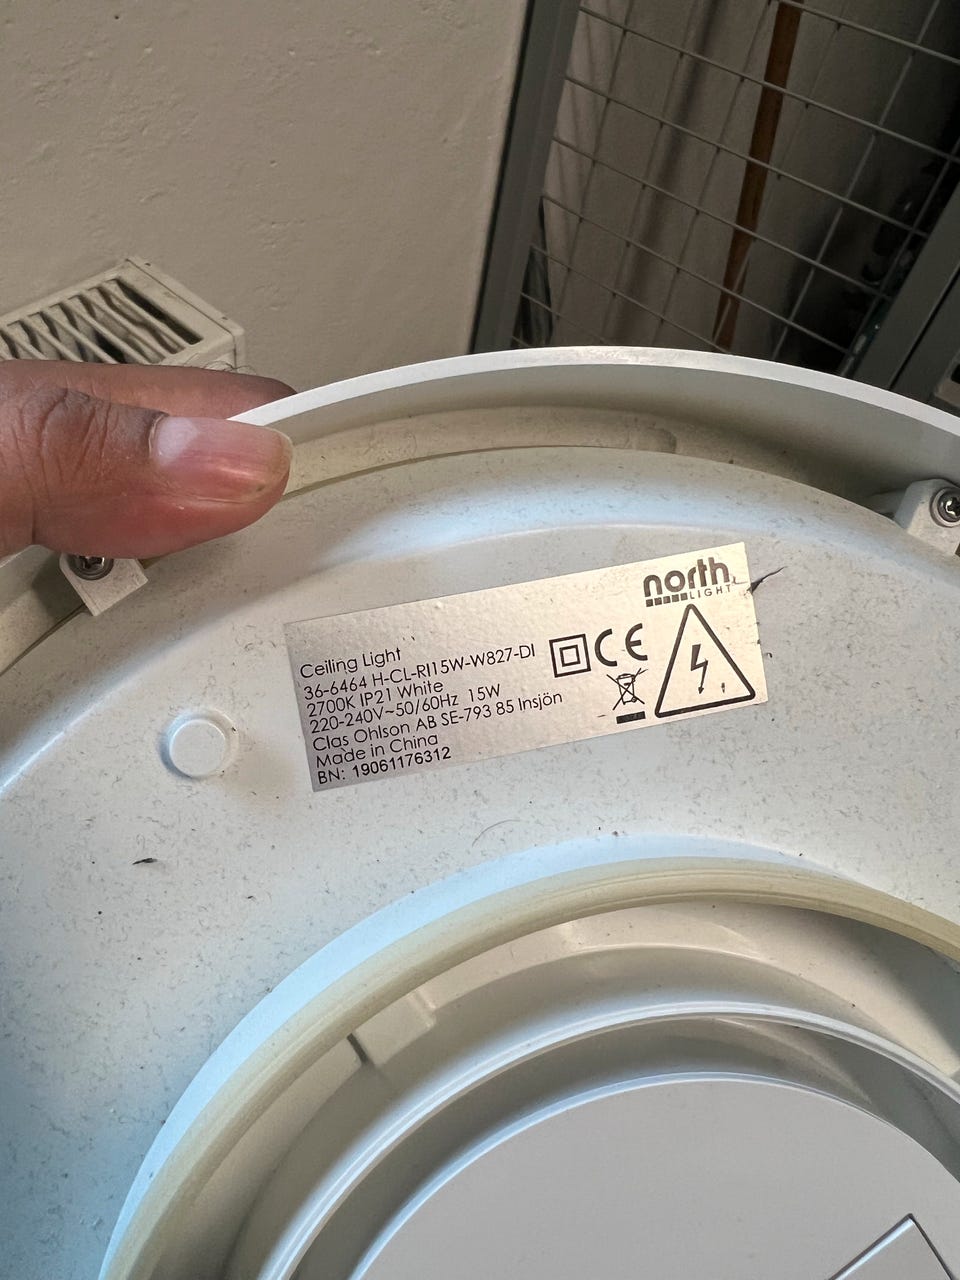 north
LIGHT
Ceiling Light
36-6464 H-CL-RI15W-W827-DI
2700K IP21 White
220-240V~50/60Hz 15W
Clas Ohlson AB SE-793 85 Insjön
Made in China
BN: 19061176312
CE